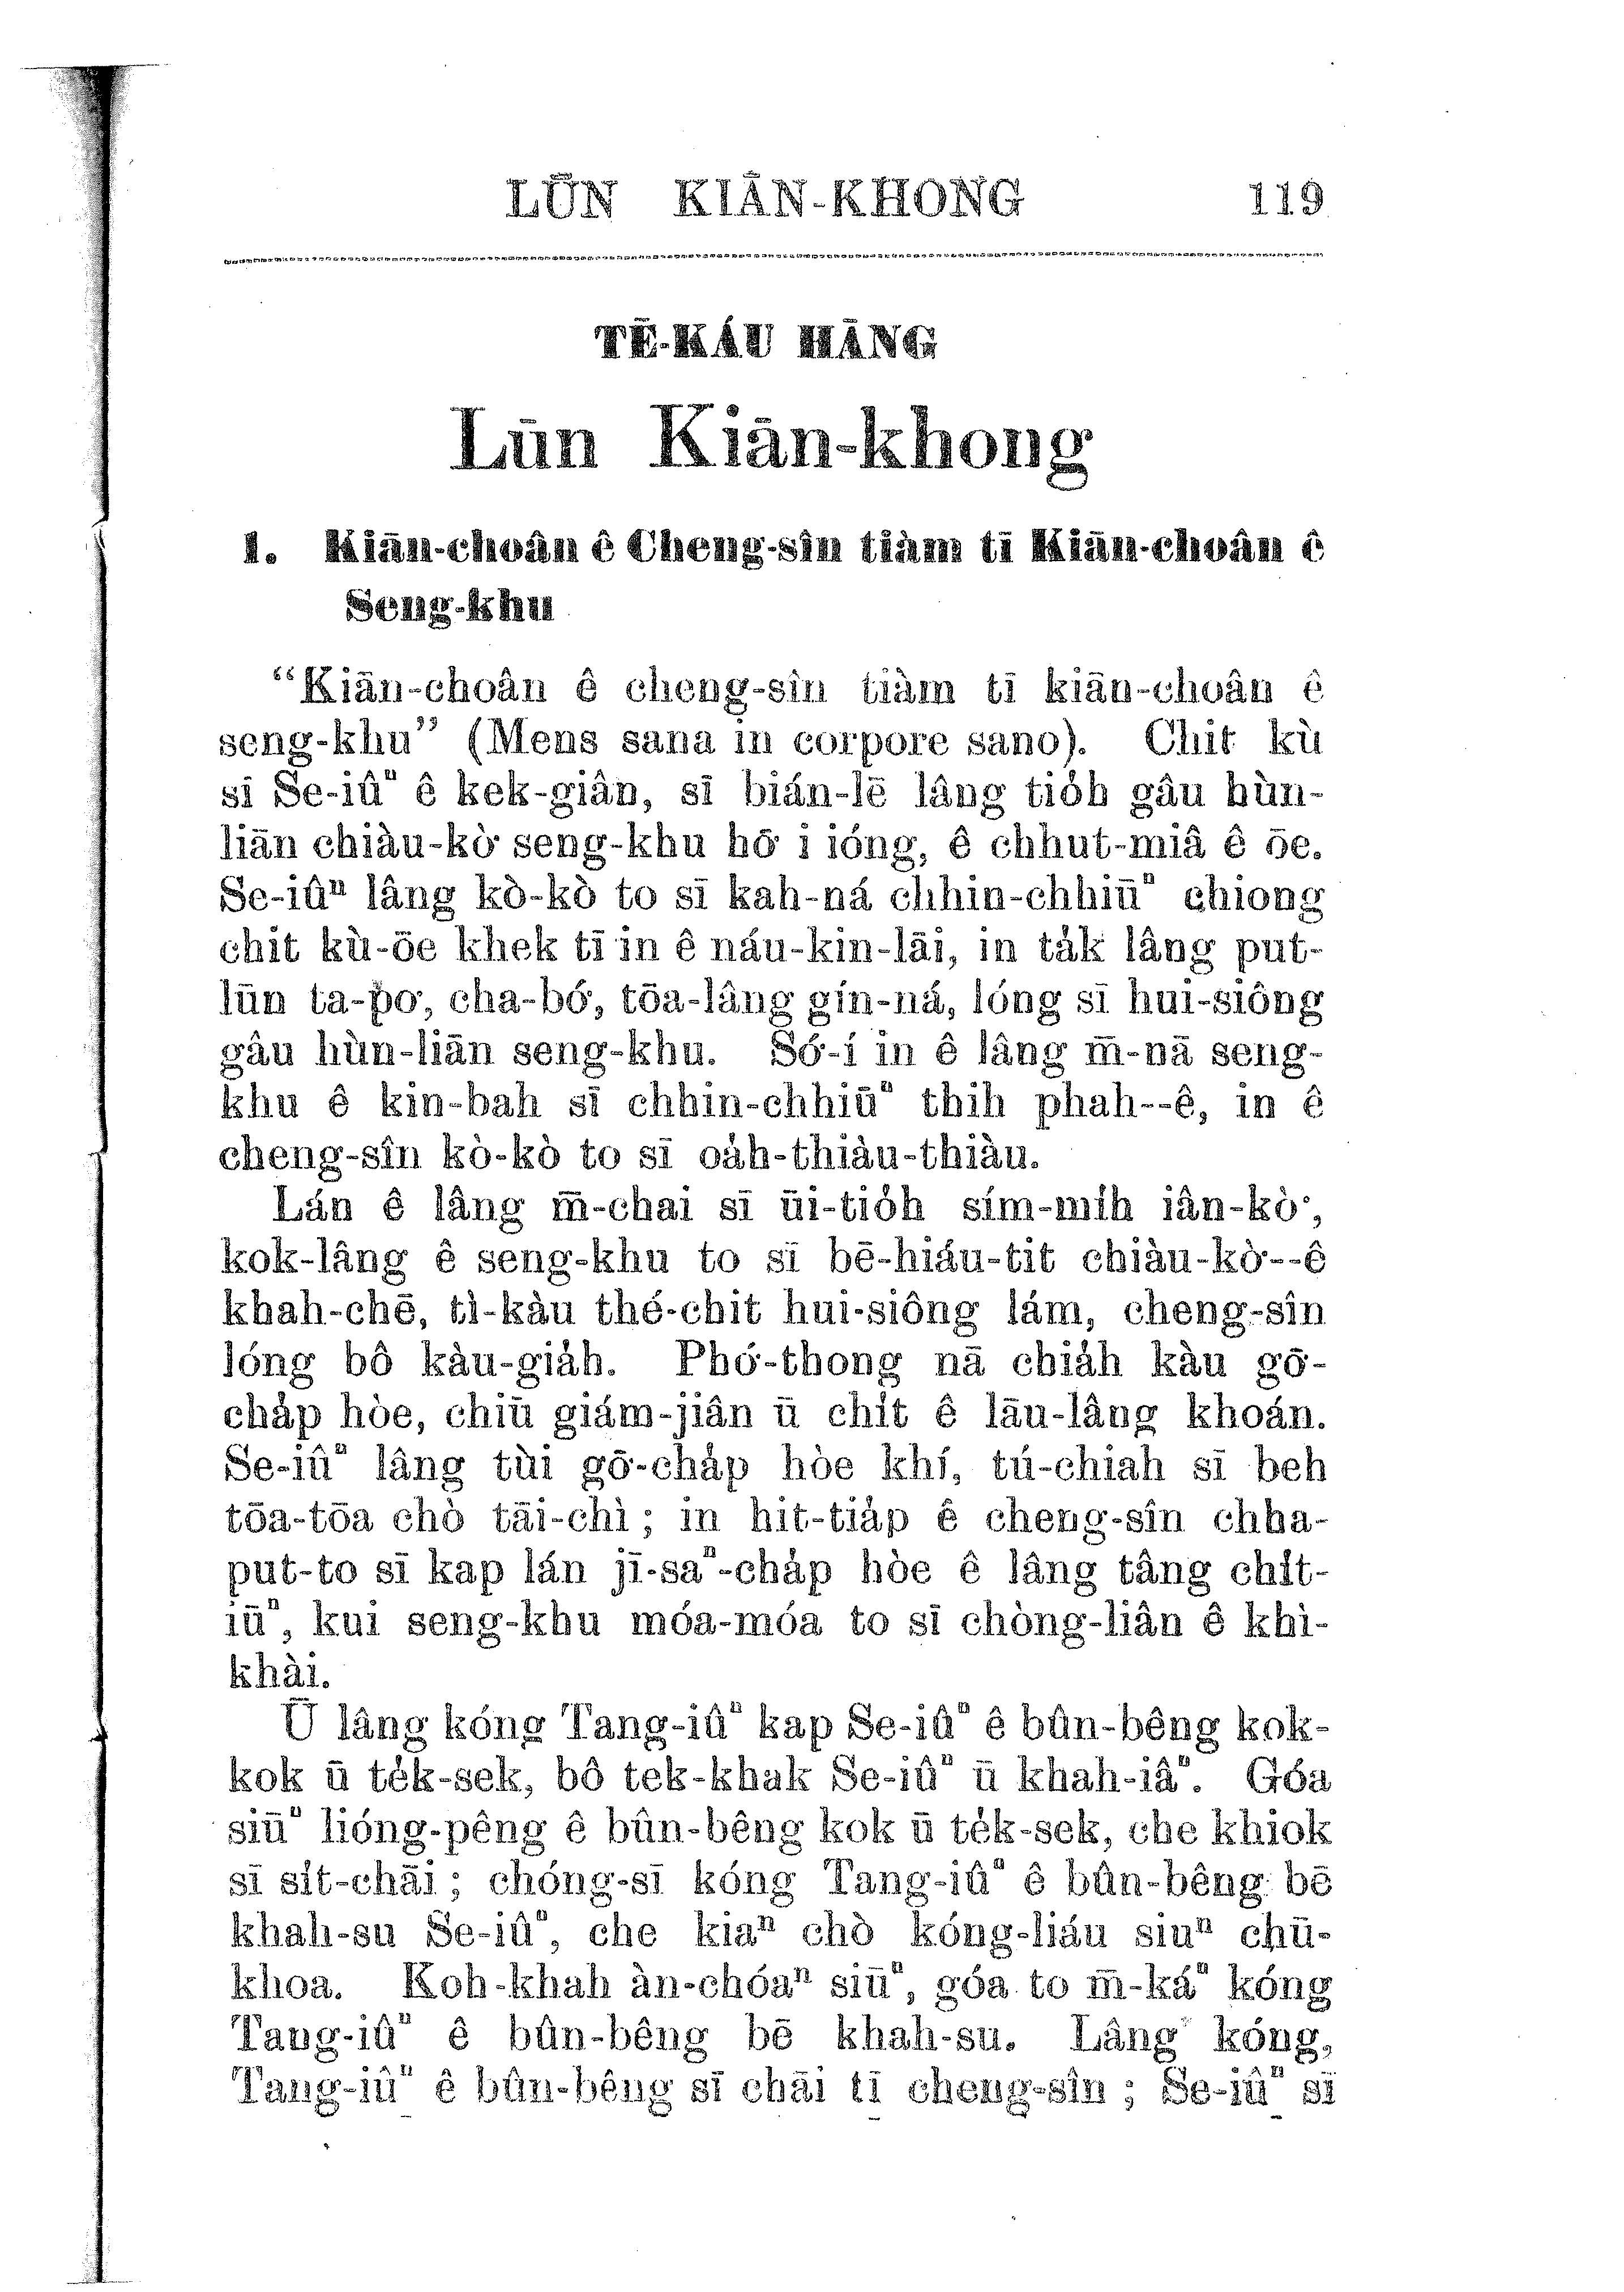 LŪN KIĀN-KHONG 119
TĒ-KÁU HĀNG
Lūn Kiān-khong
1. Kiān-choân ê Cheng-sîn tiàm tī Kiān-choân ê
Seng-khu
“Kiān-choân ê cheng-sîn tiàm tī kiān-choân ê
seng-khu” (Mens sana in corpore sano). Chit kù
si Se-iûⁿ ê kek-giân, sī bián-lē lâng tio̍h gâu hùn-
liān chiàu-kò͘ seng-khu hō͘ i ióng, ê chhut-miâ ê ōe.
Se-iûⁿ lâng kò-kò to sī kah-ná chhin-chhiūⁿ chiong
chit kù-ōe khek tī in ê náu-kin-lāi, in ta̍k lâng put-
lūn ta-po͘, cha-bó͘, tōa-lâng gín-ná, lóng sī hui-siông
gâu hùn-liān seng-khu. Só͘-í in ê lâng m̄-nā seng-
khu ê kin-bah sī chhin-chhiūⁿ thih phah--ê, in ê
cheng-sîn kò-kò to sī oa̍h-thiàu-thiàu.
Lán ê lâng m̄-chai sī ūi-tio̍h sím-mih iân-kò͘,
kok-lâng ê seng-khu to sī bē-hiáu-tit chiàu-kò͘--ê
khah-chē, tì-kàu thé-chit hui-siông lám, cheng-sîn
lóng bô kàu-gia̍h. Phó͘-thong nā chia̍h kàu gō͘-
cha̍p hòe, chiū giám-jiân ū chi̍t ê lāu-lâng khoán.
Se-iûⁿ lâng tùi gō͘-cha̍p hòe khí, tú-chiah sī beh
tōa-tōa chò tāi-chì; in hit-tia̍p ê cheng-sîn chha-
put-to sī kap lán jī-saⁿ-cha̍p hòe ê lâng tâng chi̍t-
iūⁿ, kui seng-khu móa-móa to sī chòng-liân ê khì-
khài.
Ū lâng kóng Tang-iûⁿ kap Se-iûⁿ ê bûn-bêng kok-
kok ū te̍k-sek, bô tek-khak Se-iûⁿ ū khah-iâⁿ. Góa
siūⁿ lióng-pêng ê bûn-bêng kok ū te̍k-sek, che khiok
sī si̍t-chāi; chóng-sī kóng Tang-iûⁿ ê bûn-bêng bē
khah-su Se-iûⁿ, che kiaⁿ chò kóng-liáu siuⁿ chū-
khoa. Koh-khah àn-chóaⁿ siūⁿ, góa to m̄-káⁿ kóng
Tang-iûⁿ ê bûn-bêng bē khah-su. Lâng kóng,
Tang-iûⁿ ê bûn-bêng sī chāi tī cheng-sîn; Se-iûⁿ sī